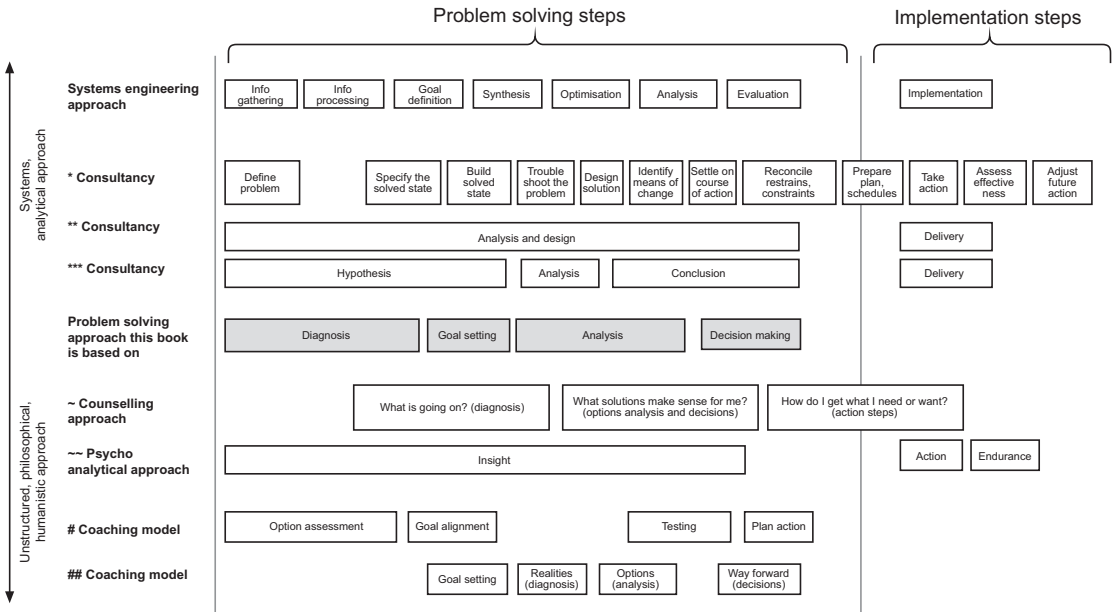 Problem solving steps
Implementation steps
Systems,
analytical approach
Unstructured, philosophical,
humanistic approach
Systems engineering
approach
Info
gathering
Info
processing
Goal
definition
Synthesis
Optimisation
Analysis
Evaluation
Implementation
* Consultancy
Define
problem
Specify the
solved state
Build
solved
state
Trouble
shoot the
problem
Design
solution
Identify
means of
change
Settle on
course
of action
Reconcile
restrains,
constraints
Prepare
plan,
schedules
Take
action
Assess
effective
ness
Adjust
future
action
** Consultancy
Analysis and design
Delivery
*** Consultancy
Hypothesis
Analysis
Conclusion
Delivery
Problem solving
approach this book
is based on
Diagnosis
Goal setting
Analysis
Decision making
~ Counselling
approach
What is going on? (diagnosis)
What solutions make sense for me?
(options analysis and decisions)
How do I get what I need or want?
(action steps)
~~ Psycho
analytical approach
Insight
Action
Endurance
# Coaching model
Option assessment
Goal alignment
Testing
Plan action
## Coaching model
Goal setting
Realities
(diagnosis)
Options
(analysis)
Way forward
(decisions)